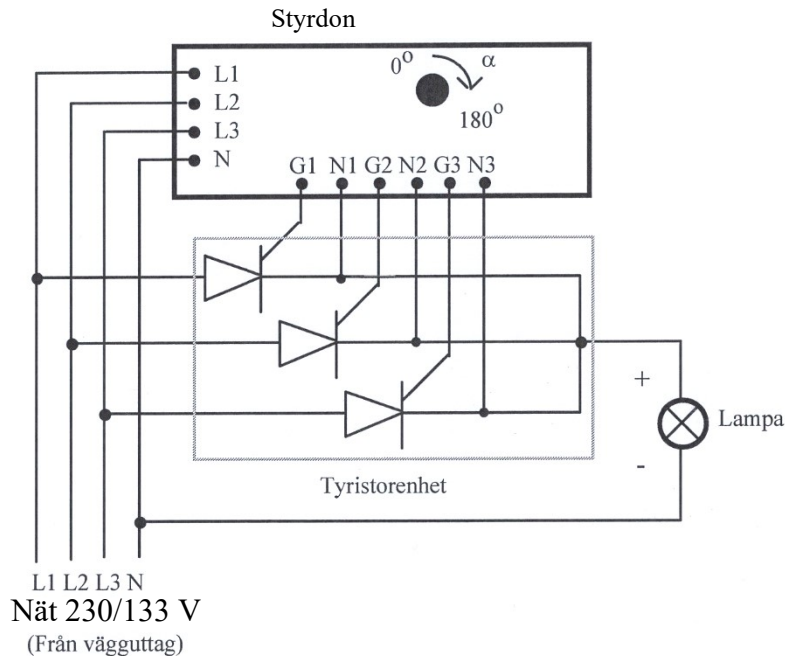 Styrdon
L1
L2
L3
N
0° α
180°
G1 N1 G2 N2 G3 N3
+
Lampa
-
Tyristorenhet
L1 L2 L3 N
Nät 230/133 V
(Från vägguttag)